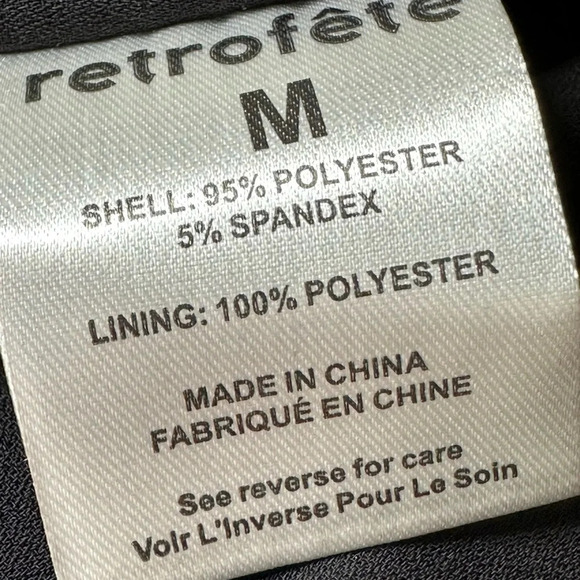 retrofête
M
SHELL: 95% POLYESTER
5% SPANDEX
LINING: 100% POLYESTER
MADE IN CHINA
FABRIQUÉ EN CHINE
See reverse for care
Voir L'Inverse Pour Le Soin